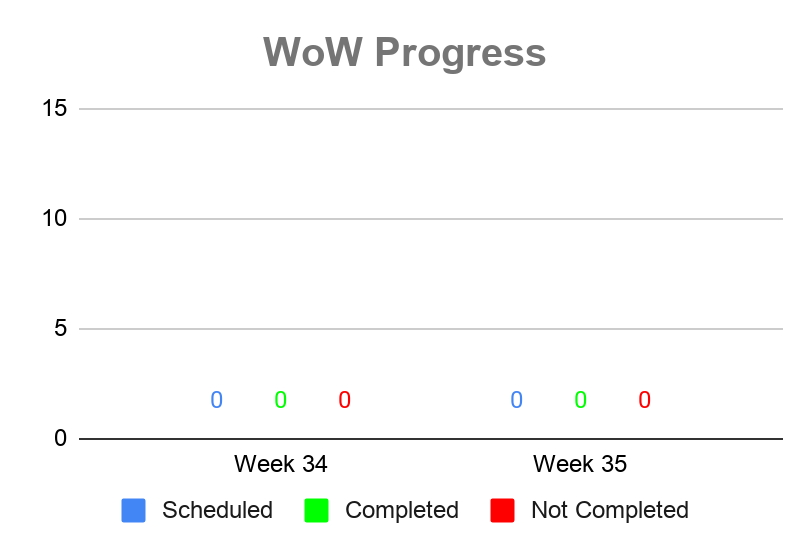 WoW Progress
15
10
5
0 0 0 0 0 0
0
Week 34 Week 35
Scheduled Completed Not Completed